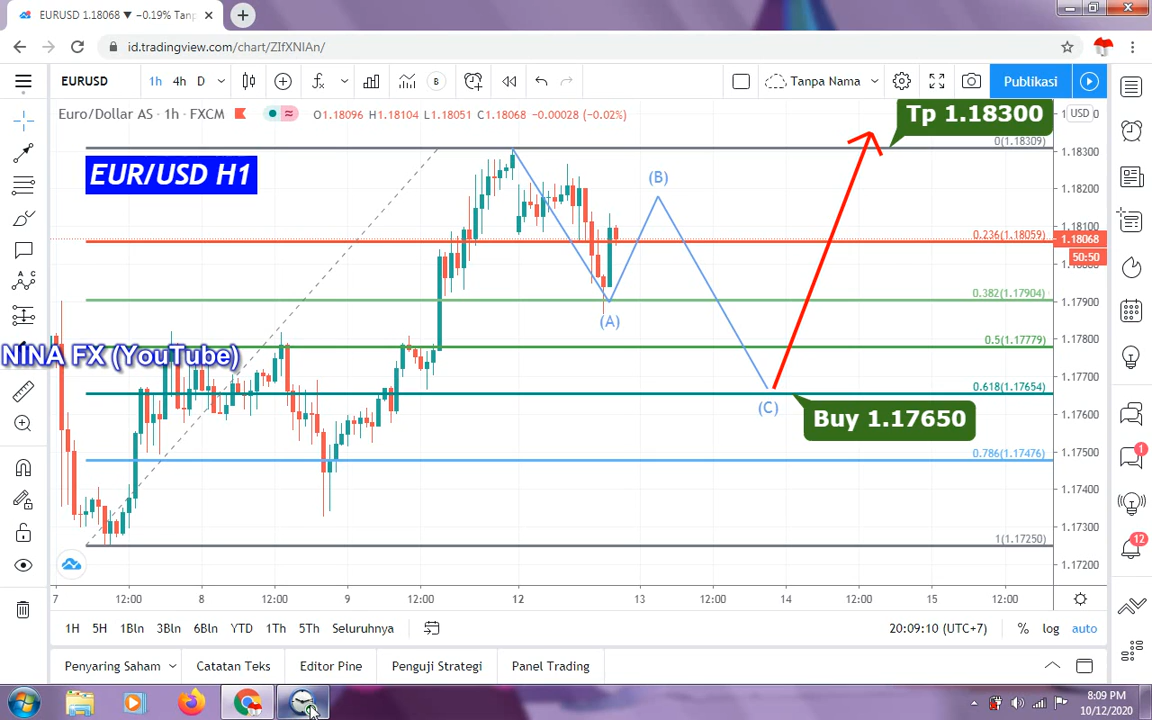 EURUSD 1.18068 ▼ −0.19% Tanp
id.tradingview.com/chart/ZIfXNIAn/
EURUSD 1h 4h D B Tanpa Nama Publikasi
Euro/Dollar AS · 1h · FXCM O1.18096 H1.18104 L1.18051 C1.18068 −0.00028 (−0.02%)
USD
Tp 1.18300
0(1.18309)
1.18300
EUR/USD H1
(B)
1.18200
1.18100
0.236(1.18059)
1.18068
50:50
0.382(1.17904)
1.17900
(A)
0.5(1.17779)
1.17800
NINA FX (YouTube)
1.17700
0.618(1.17654)
(C)
Buy 1.17650
1.17600
0.786(1.17476)
1.17500
1
1.17400
1.17300
1(1.17250)
12
1.17200
7 12:00 8 12:00 9 12:00 12 13 12:00 14 12:00 15 12:00
1H 5H 1Bln 3Bln 6Bln YTD 1Th 5Th Seluruhnya 20:09:10 (UTC+7) % log auto
Penyaring Saham Catatan Teks Editor Pine Penguji Strategi Panel Trading
8:09 PM
10/12/2020